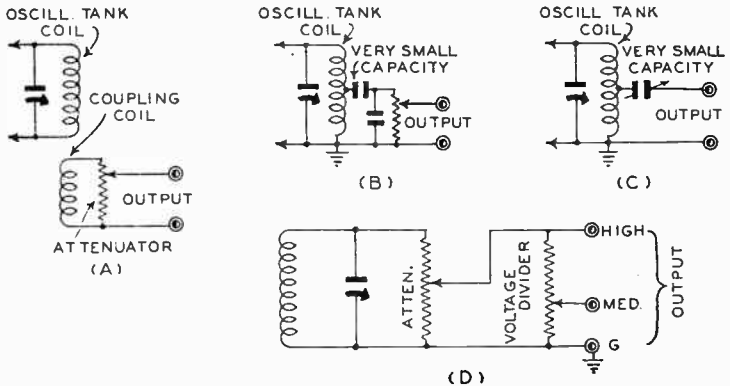 OSCILL. TANK
COIL
COUPLING
COIL
OUTPUT
ATTENUATOR
(A)
OSCILL. TANK
COIL
VERY SMALL
CAPACITY
OUTPUT
(B)
OSCILL. TANK
COIL
VERY SMALL
CAPACITY
OUTPUT
(C)
ATTEN.
VOLTAGE
DIVIDER
HIGH
MED.
G
OUTPUT
(D)